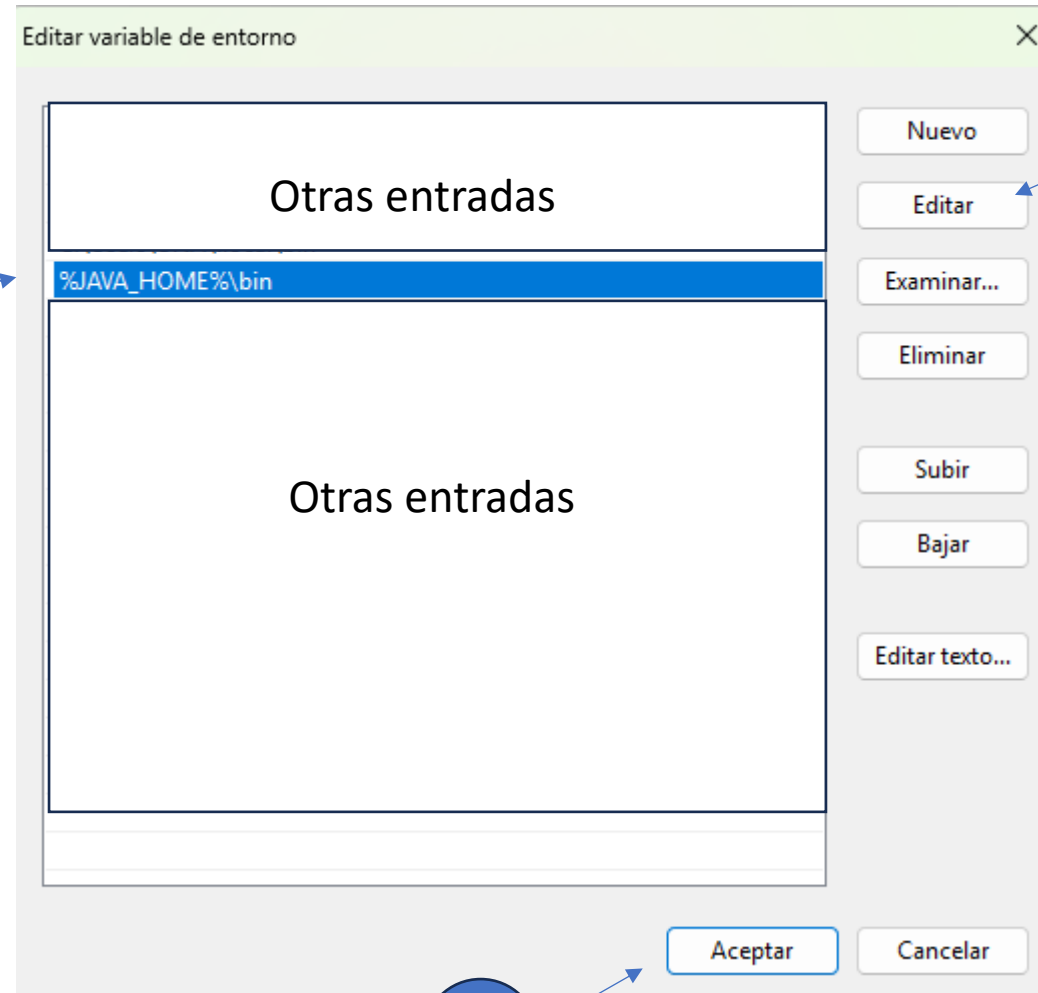 Editar variable de entorno
Nuevo
Otras entradas
Editar
%JAVA_HOME%\bin
Examinar...
Eliminar
Otras entradas
Subir
Bajar
Editar texto...
Aceptar
Cancelar